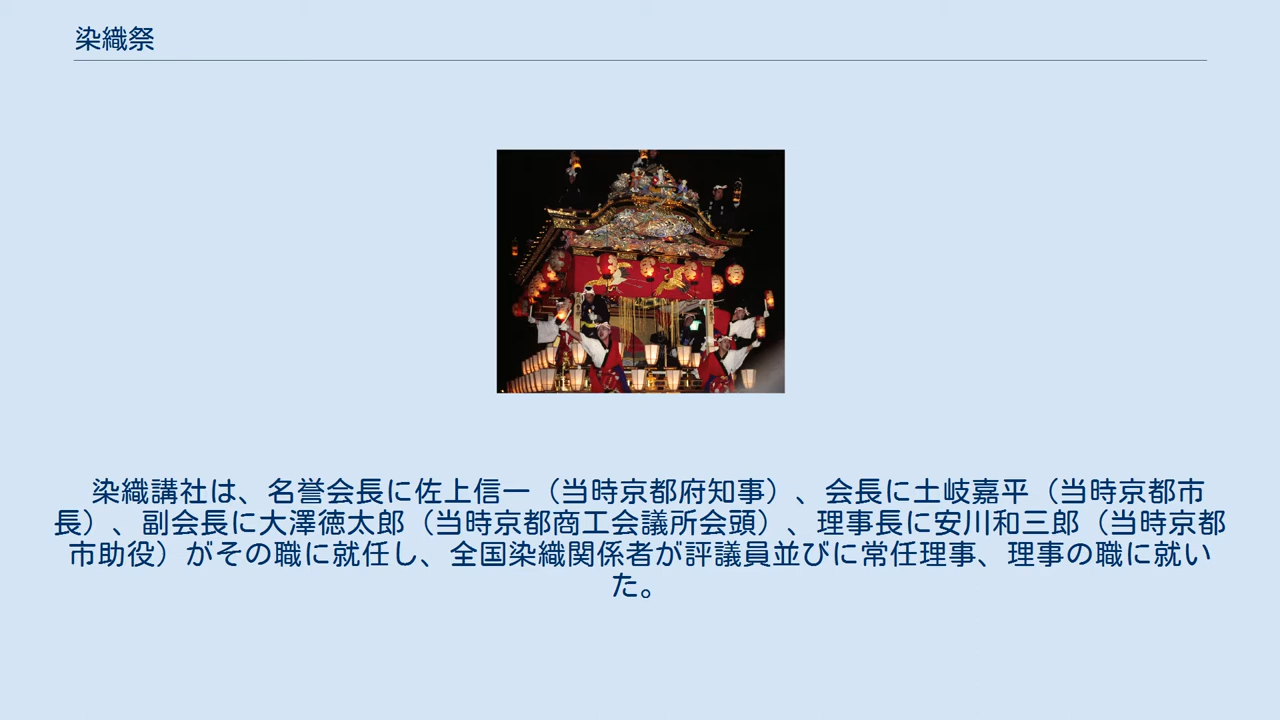 染織祭
染織講社は、名誉会長に佐上信一（当時京都府知事）、会長に土岐嘉平（当時京都市
長）、副会長に大澤徳太郎（当時京都商工会議所会頭）、理事長に安川和三郎（当時京都
市助役）がその職に就任し、全国染織関係者が評議員並びに常任理事、理事の職に就い
た。